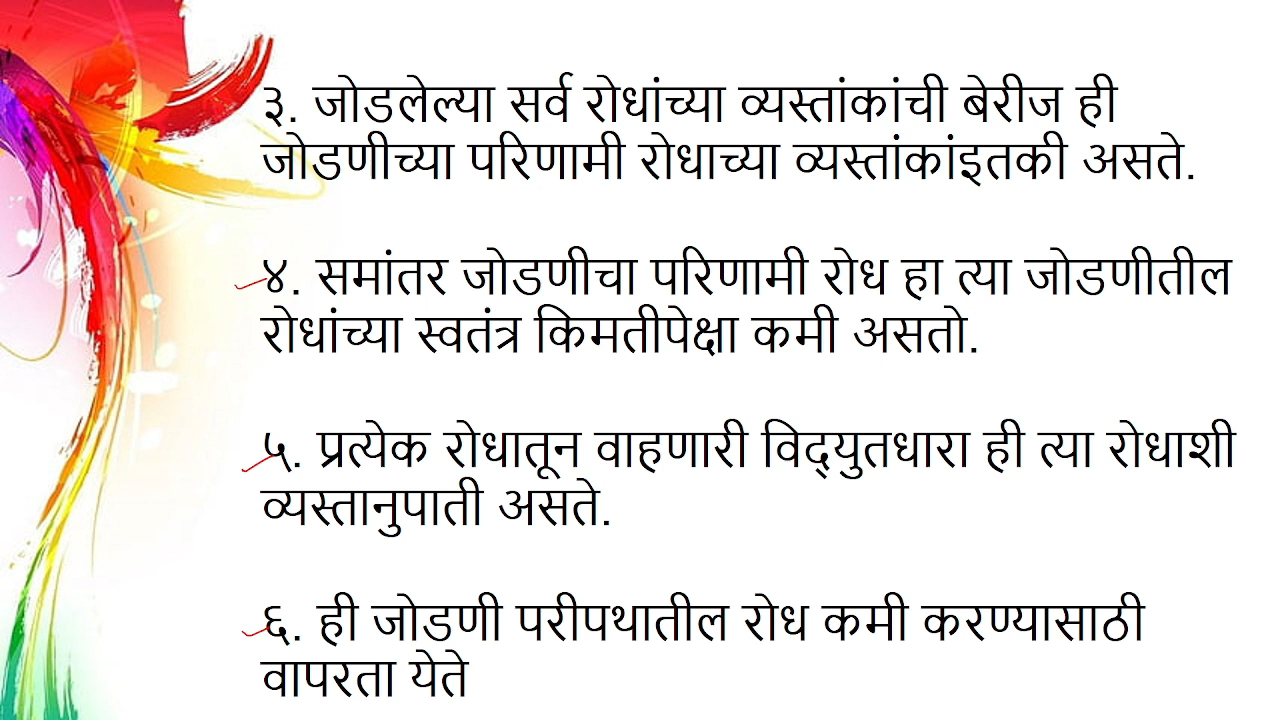 ३. जोडलेल्या सर्व रोधांच्या व्यस्तांकांची बेरीज ही
जोडणीच्या परिणामी रोधाच्या व्यस्तांकांइतकी असते.
४. समांतर जोडणीचा परिणामी रोध हा त्या जोडणीतील
रोधांच्या स्वतंत्र किमतीपेक्षा कमी असतो.
५. प्रत्येक रोधातून वाहणारी विद्‌युतधारा ही त्या रोधाशी
व्यस्तानुपाती असते.
६. ही जोडणी परीपथातील रोध कमी करण्यासाठी
वापरता येते